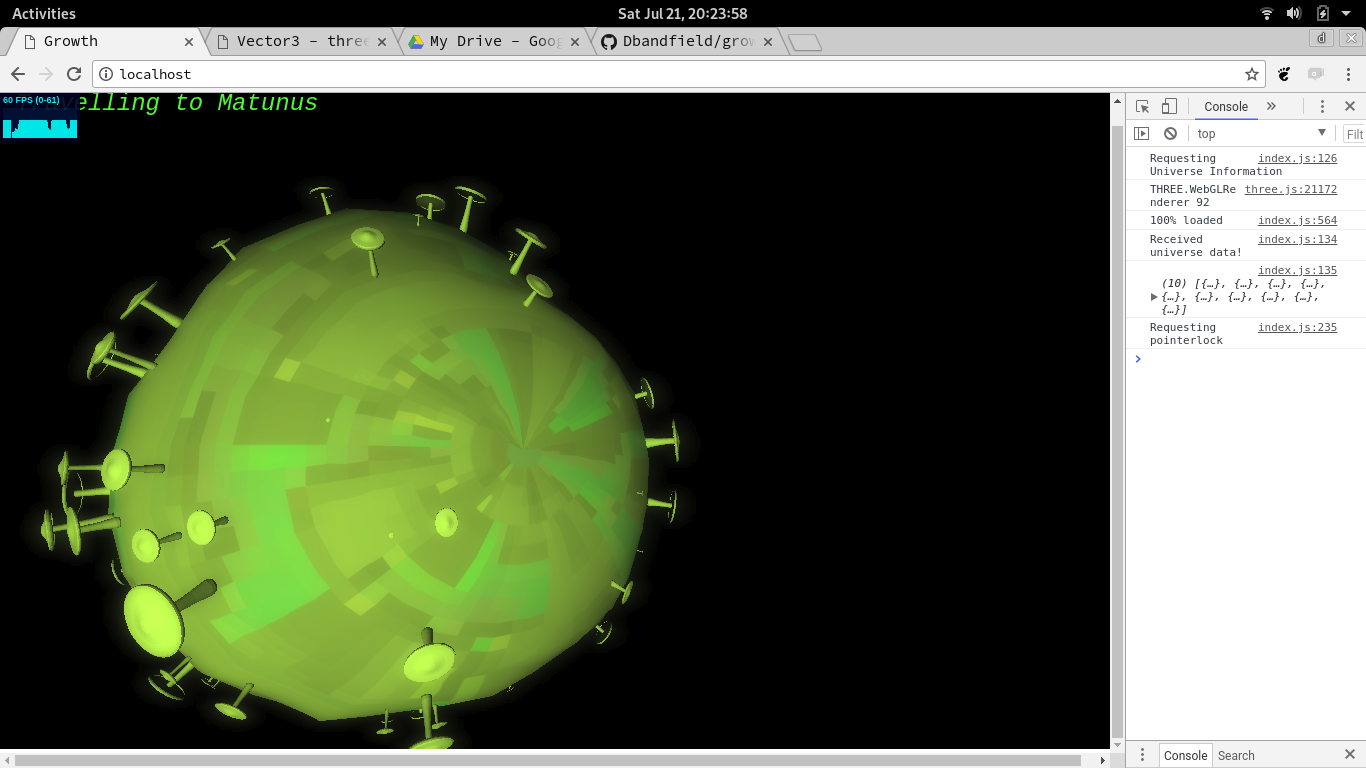 Activities
Sat Jul 21, 20:23:58
Growth
Vector3 – thre
My Drive – Goog
Dbandfield/grow
d
localhost
60 FPS (0-61)
elling to Matunus
Console
top
Filt
Requesting Universe Information index.js:126
THREE.WebGLRe
nderer 92 three.js:21172
100% loaded index.js:564
Received
universe data! index.js:134
index.js:135
(10) [{…}, {…}, {…}, {…},
{…}, {…}, {…}, {…}, {…},
{…}]
Requesting
pointerlock index.js:235
Console
Search